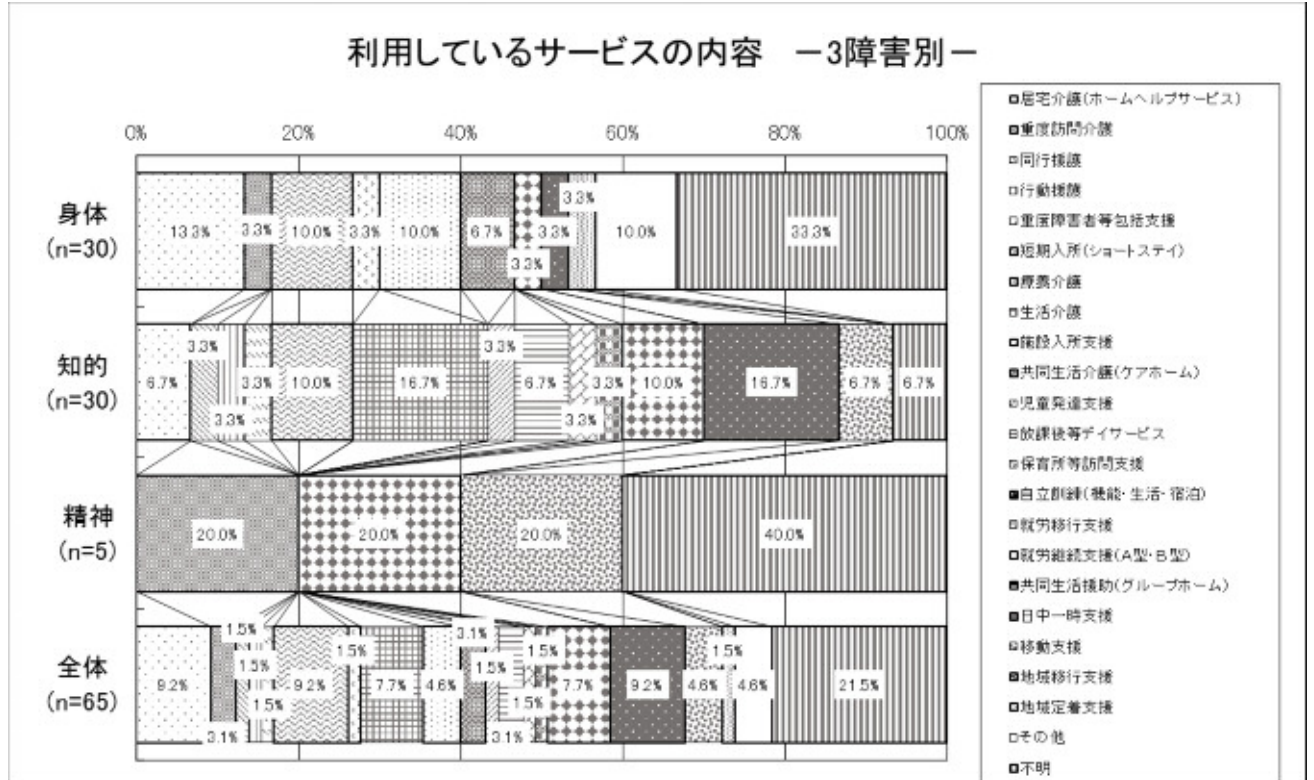 利用しているサービスの内容 －3障害別－
0% 20% 40% 60% 80% 100%
身体
(n=30)
13.3% 3.3% 10.0% 3.3% 10.0% 6.7% 3.3% 3.3% 3.3% 10.0% 33.3%
知的
(n=30)
6.7% 3.3% 3.3% 3.3% 10.0% 16.7% 3.3% 6.7% 3.3% 3.3% 10.0% 16.7% 6.7% 6.7%
精神
(n=5)
20.0% 20.0% 20.0% 40.0%
全体
(n=65)
9.2% 3.1% 1.5% 1.5% 1.5% 9.2% 1.5% 7.7% 4.6% 3.1% 1.5% 3.1% 1.5% 1.5% 7.7% 9.2% 4.6% 1.5% 4.6% 21.5%
居宅介護(ホームヘルプサービス)
重度訪問介護
同行援護
行動援護
重度障害者等包括支援
短期入所(ショートステイ)
療養介護
生活介護
施設入所支援
共同生活介護(ケアホーム)
児童発達支援
放課後等デイサービス
保育所等訪問支援
自立訓練(機能・生活・宿泊)
就労移行支援
就労継続支援(A型・B型)
共同生活援助(グループホーム)
日中一時支援
移動支援
地域移行支援
地域定着支援
その他
不明